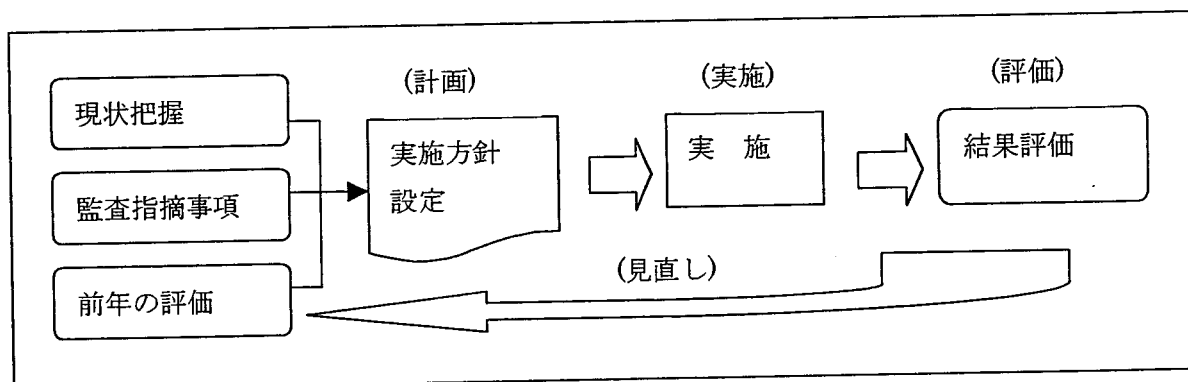 現状把握
監査指摘事項
前年の評価
(計画)
実施方針
設定
(実施)
実　施
(評価)
結果評価
(見直し)